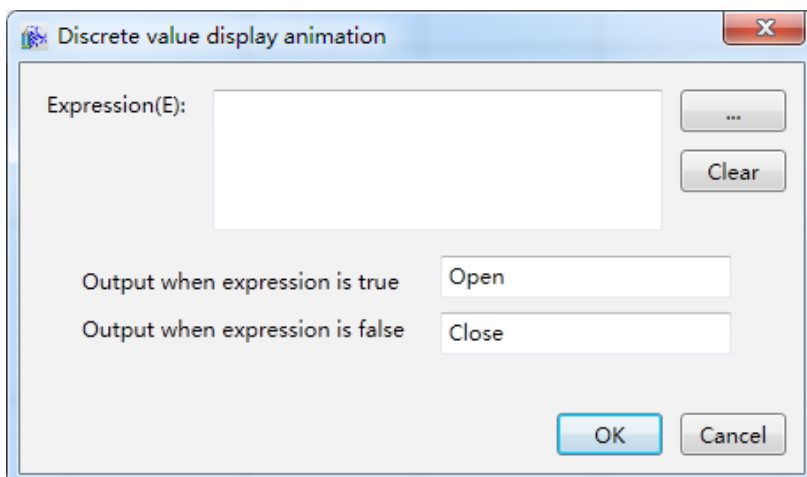 Discrete value display animation
Expression(E):
...
Clear
Output when expression is true
Open
Output when expression is false
Close
OK
Cancel